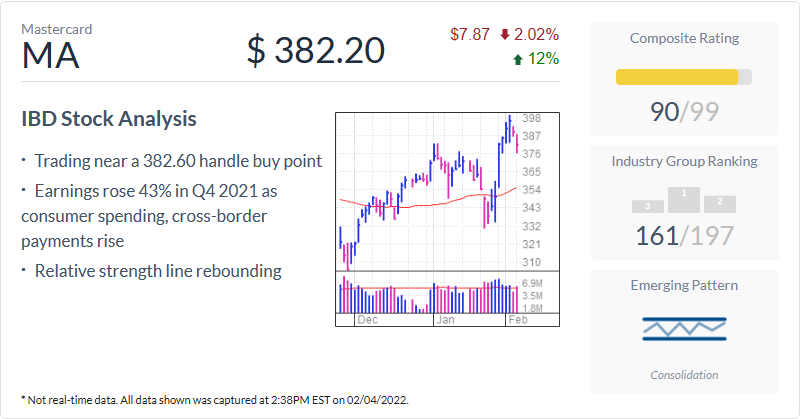 Mastercard
MA
$ 382.20
$7.87 2.02%
12%
IBD Stock Analysis
• Trading near a 382.60 handle buy point
• Earnings rose 43% in Q4 2021 as
consumer spending, cross-border
payments rise
• Relative strength line rebounding
398
387
376
365
354
343
332
321
310
6.9M
3.5M
1.8M
Dec
Jan
Feb
Composite Rating
90/99
Industry Group Ranking
3
1
2
161/197
Emerging Pattern
Consolidation
* Not real-time data. All data shown was captured at 2:38PM EST on 02/04/2022.